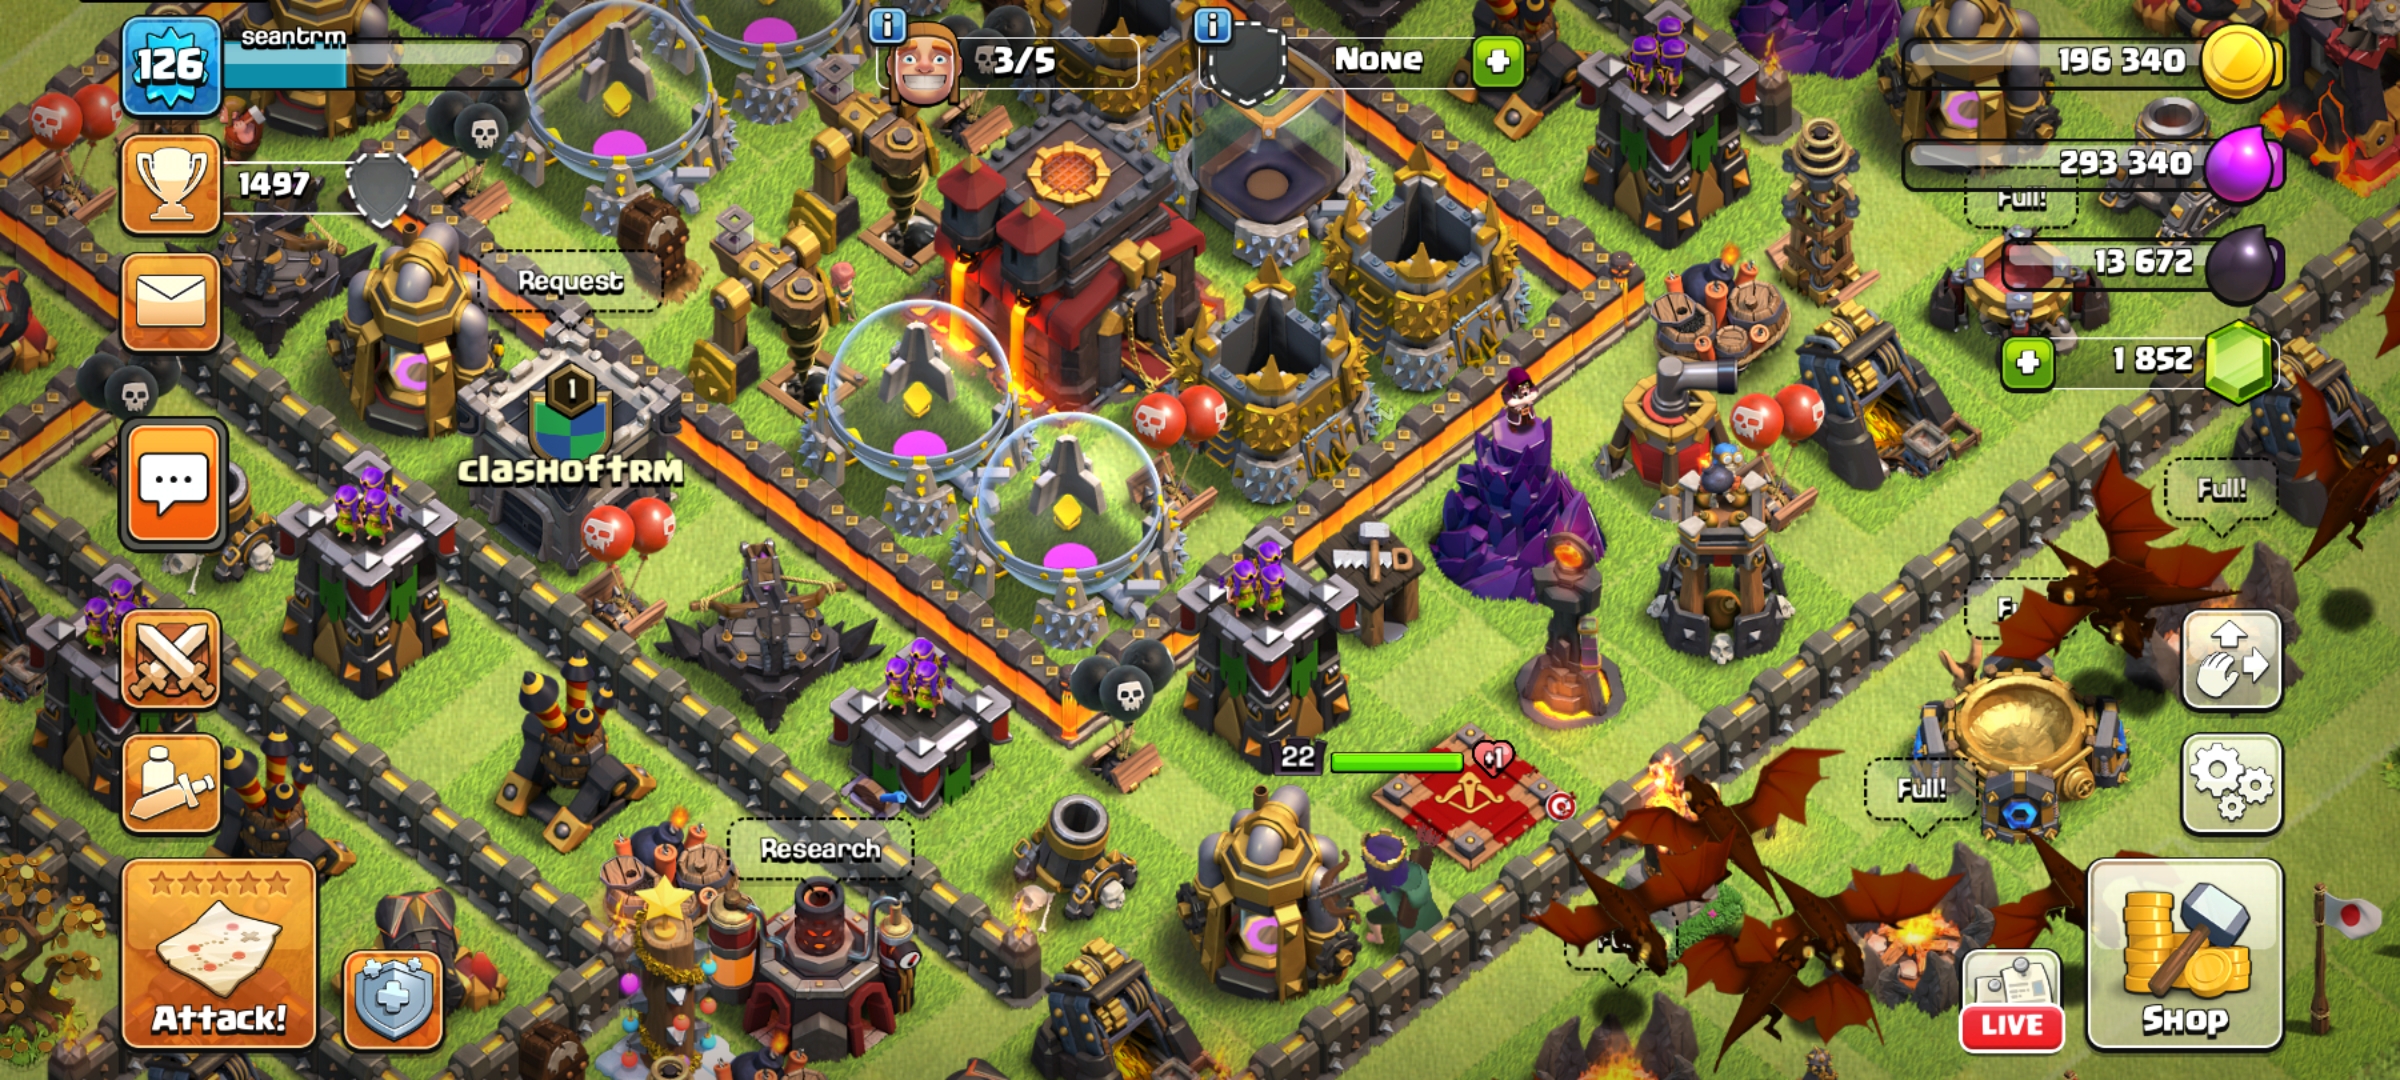 126
seantrm
3/5
None
196 340
1497
293 340
Full!
13 672
Request
1 852
1
clashoftrm
Full!
22
+1
Full!
Research
Attack!
LIVE
Shop